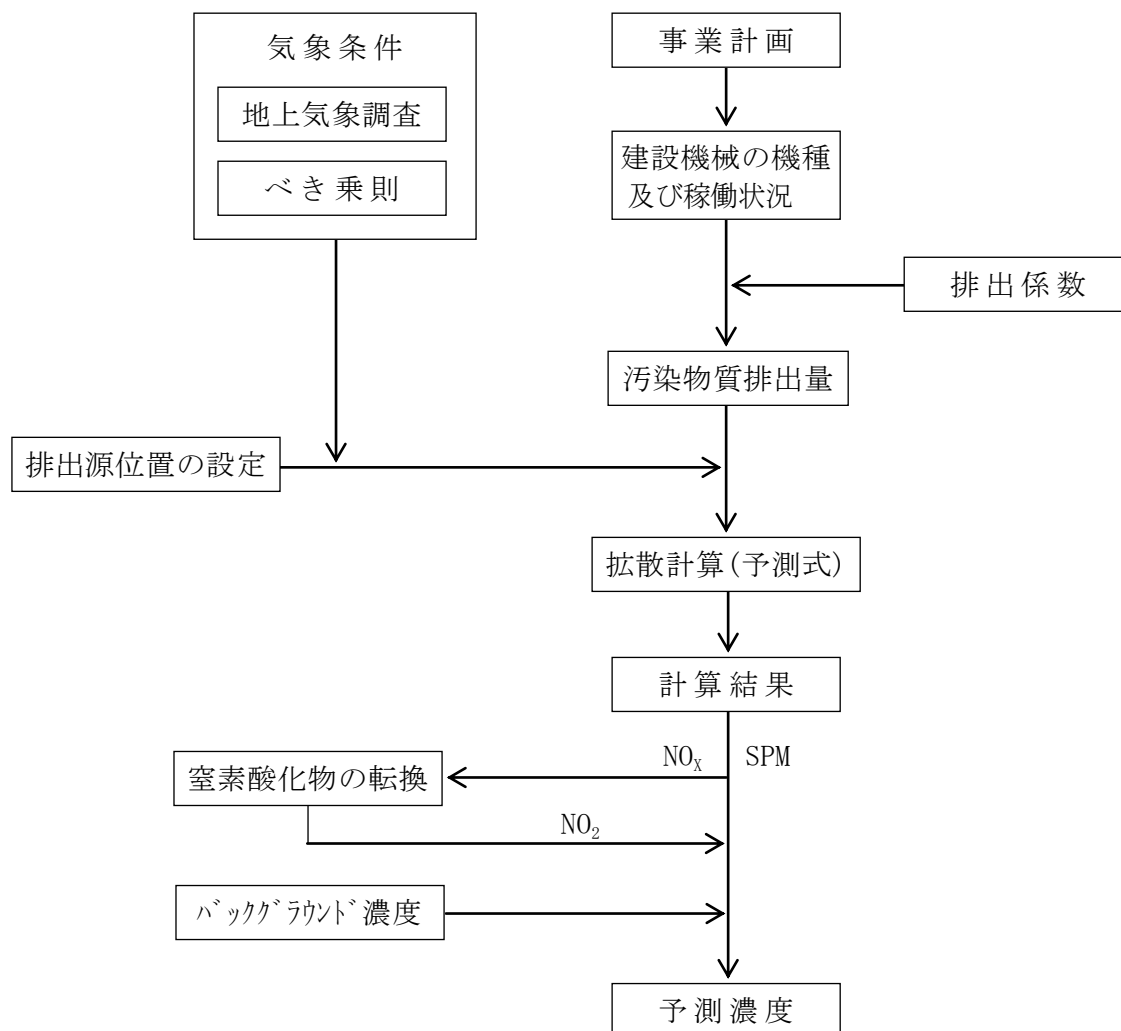 気象条件
地上気象調査
べき乗則
事業計画
建設機械の機種
及び稼働状況
排出係数
汚染物質排出量
排出源位置の設定
拡散計算(予測式)
計算結果
NOX SPM
窒素酸化物の転換
NO2
ﾊﾞｯｸｸﾞﾗｳﾝﾄﾞ濃度
予測濃度